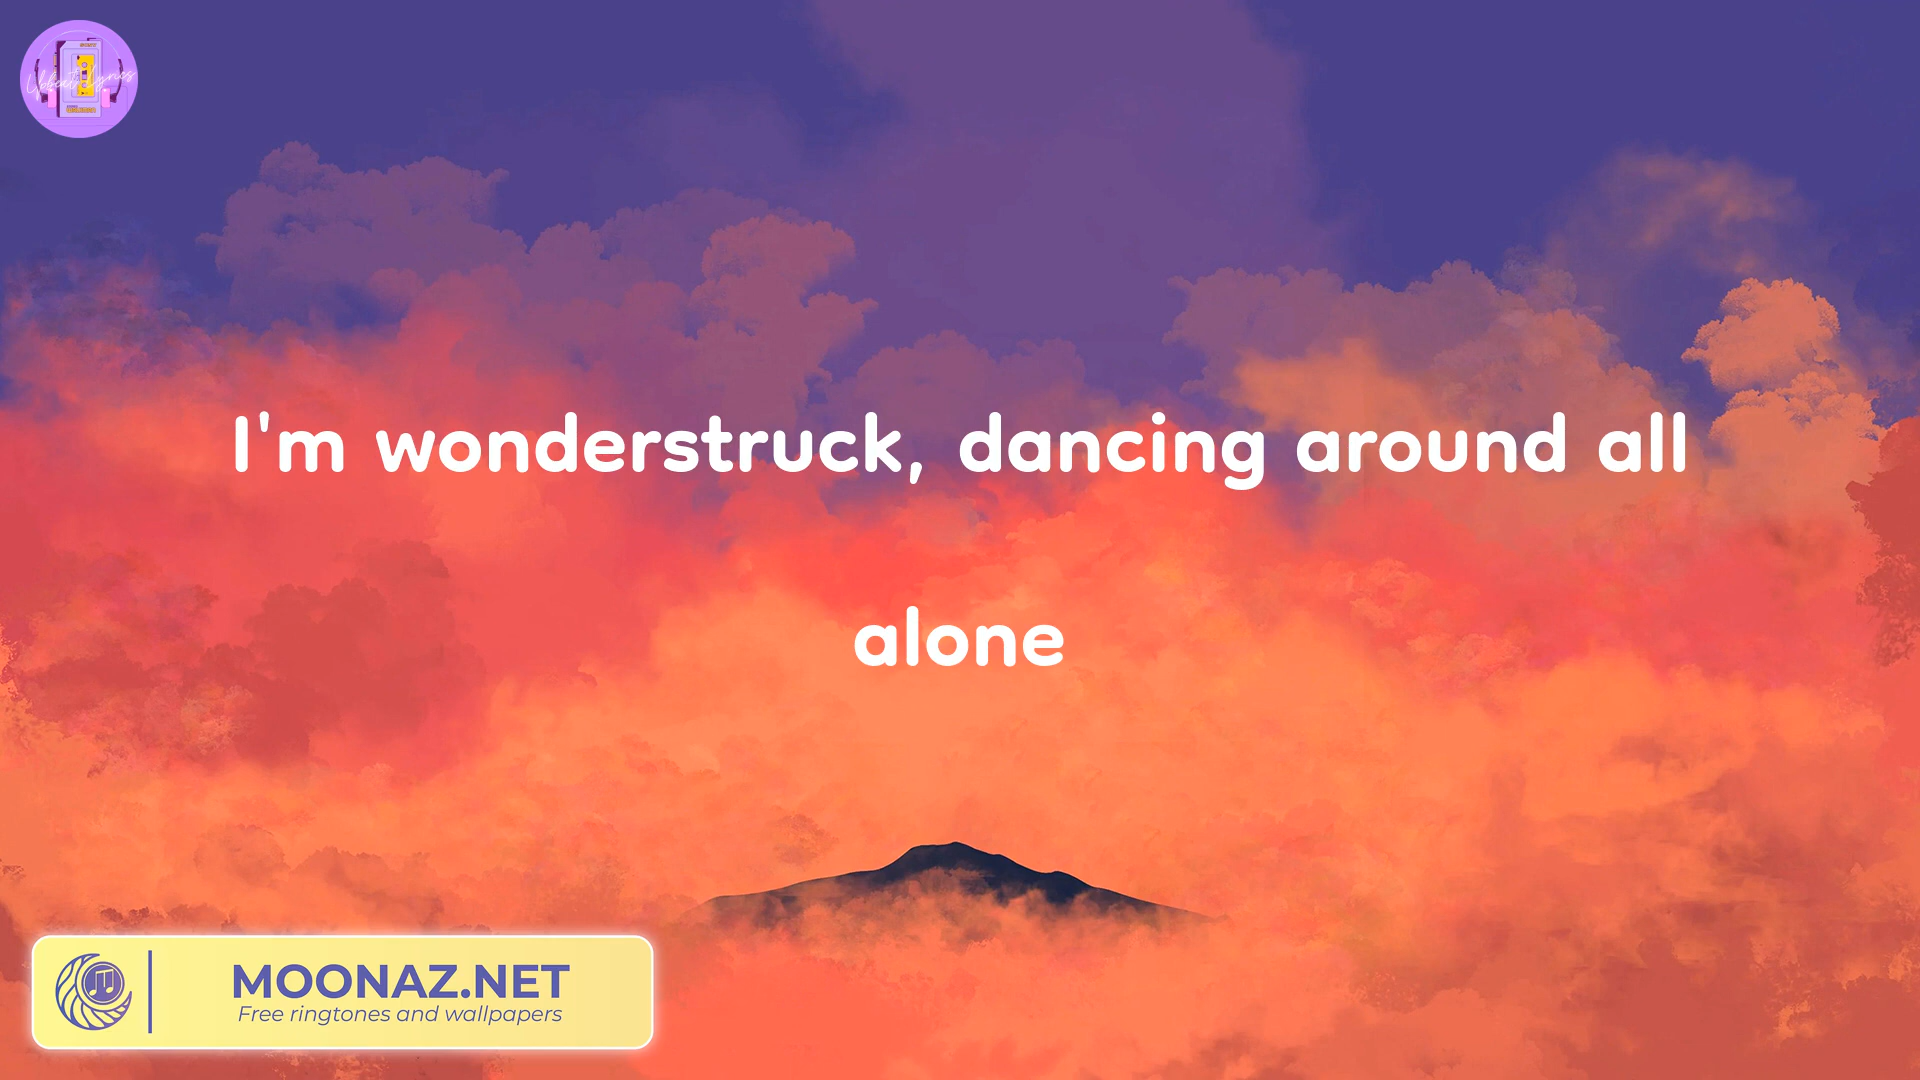 I'm wonderstruck, dancing around all
alone
MOONAZ.NET
Free ringtones and wallpapers